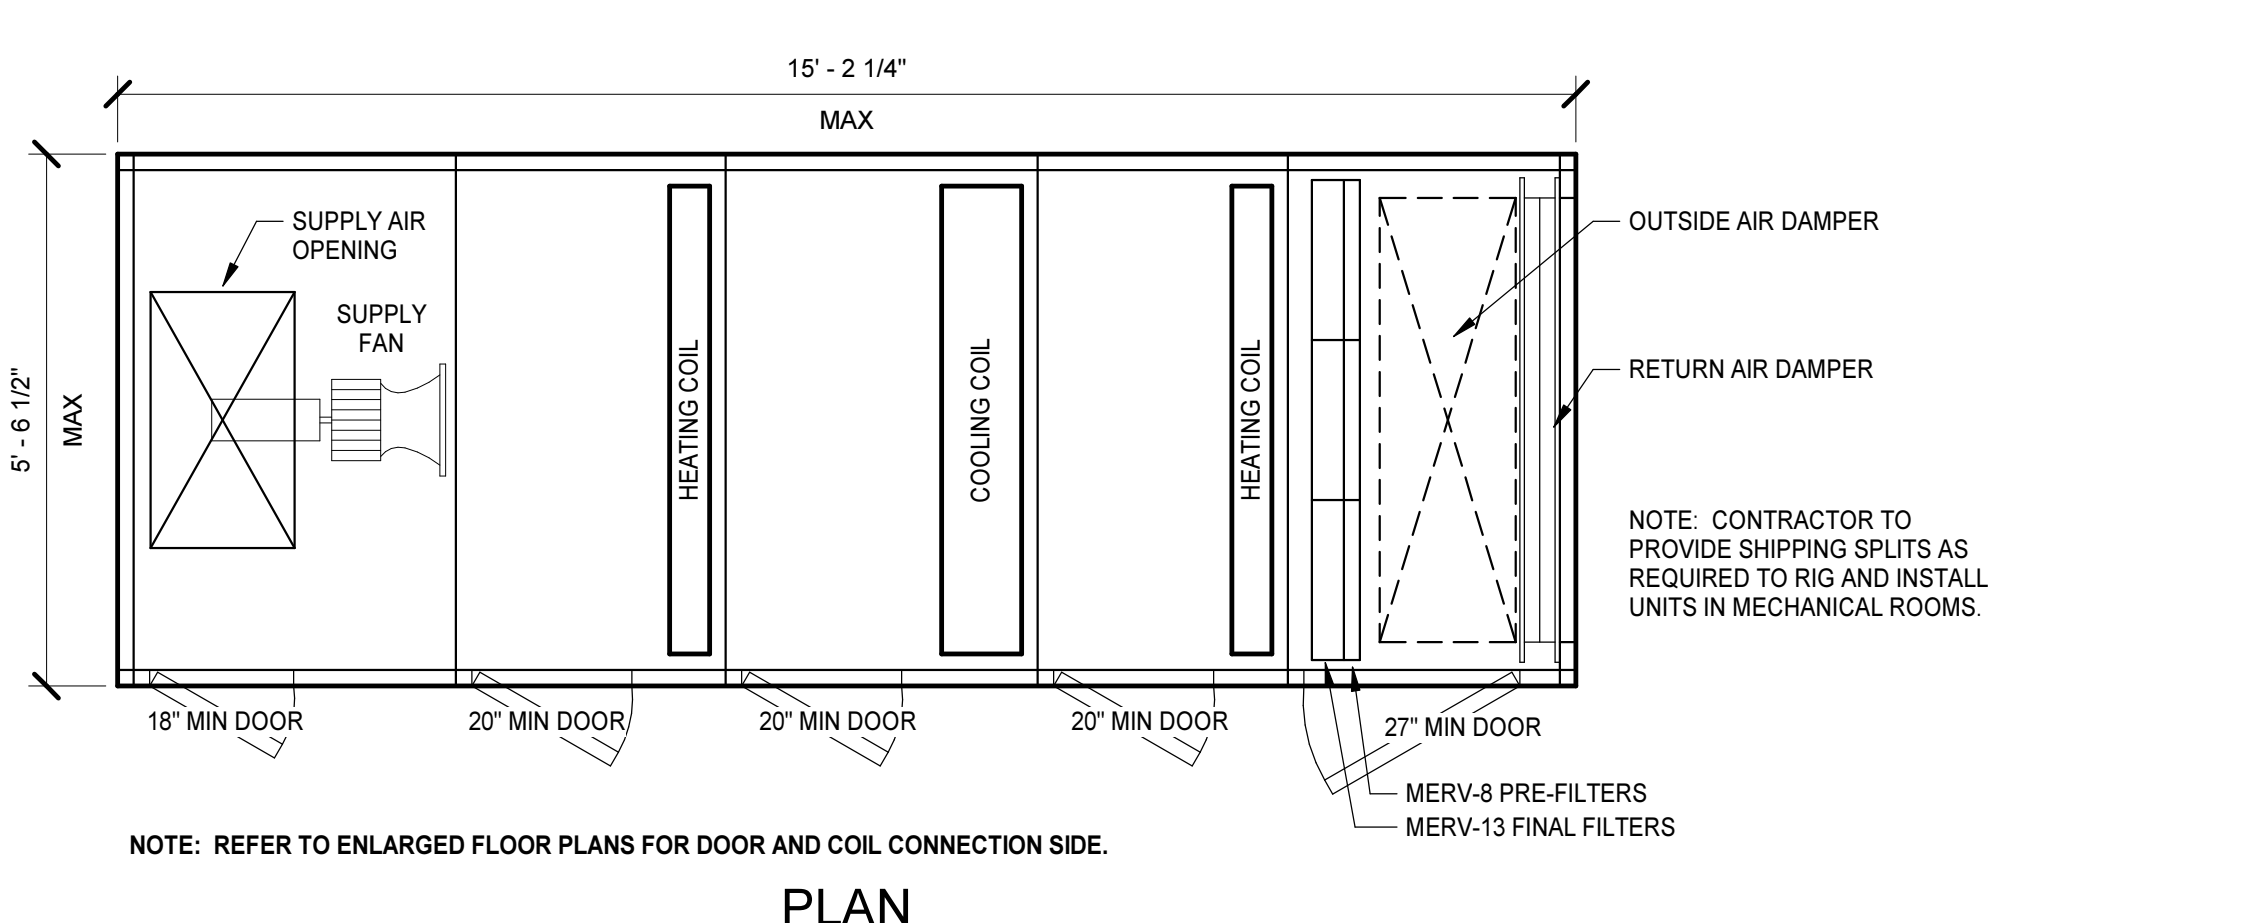 15' - 2 1/4"
MAX
5' - 6 1/2"
MAX
SUPPLY AIR
OPENING
SUPPLY
FAN
HEATING COIL
COOLING COIL
HEATING COIL
OUTSIDE AIR DAMPER
RETURN AIR DAMPER
NOTE: CONTRACTOR TO
PROVIDE SHIPPING SPLITS AS
REQUIRED TO RIG AND INSTALL
UNITS IN MECHANICAL ROOMS.
18" MIN DOOR
20" MIN DOOR
20" MIN DOOR
20" MIN DOOR
27" MIN DOOR
MERV-8 PRE-FILTERS
MERV-13 FINAL FILTERS
NOTE: REFER TO ENLARGED FLOOR PLANS FOR DOOR AND COIL CONNECTION SIDE.
PLAN